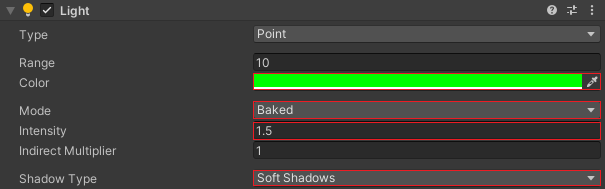 Light
Type Point
Range 10
Color
Mode Baked
Intensity 1.5
Indirect Multiplier 1
Shadow Type Soft Shadows